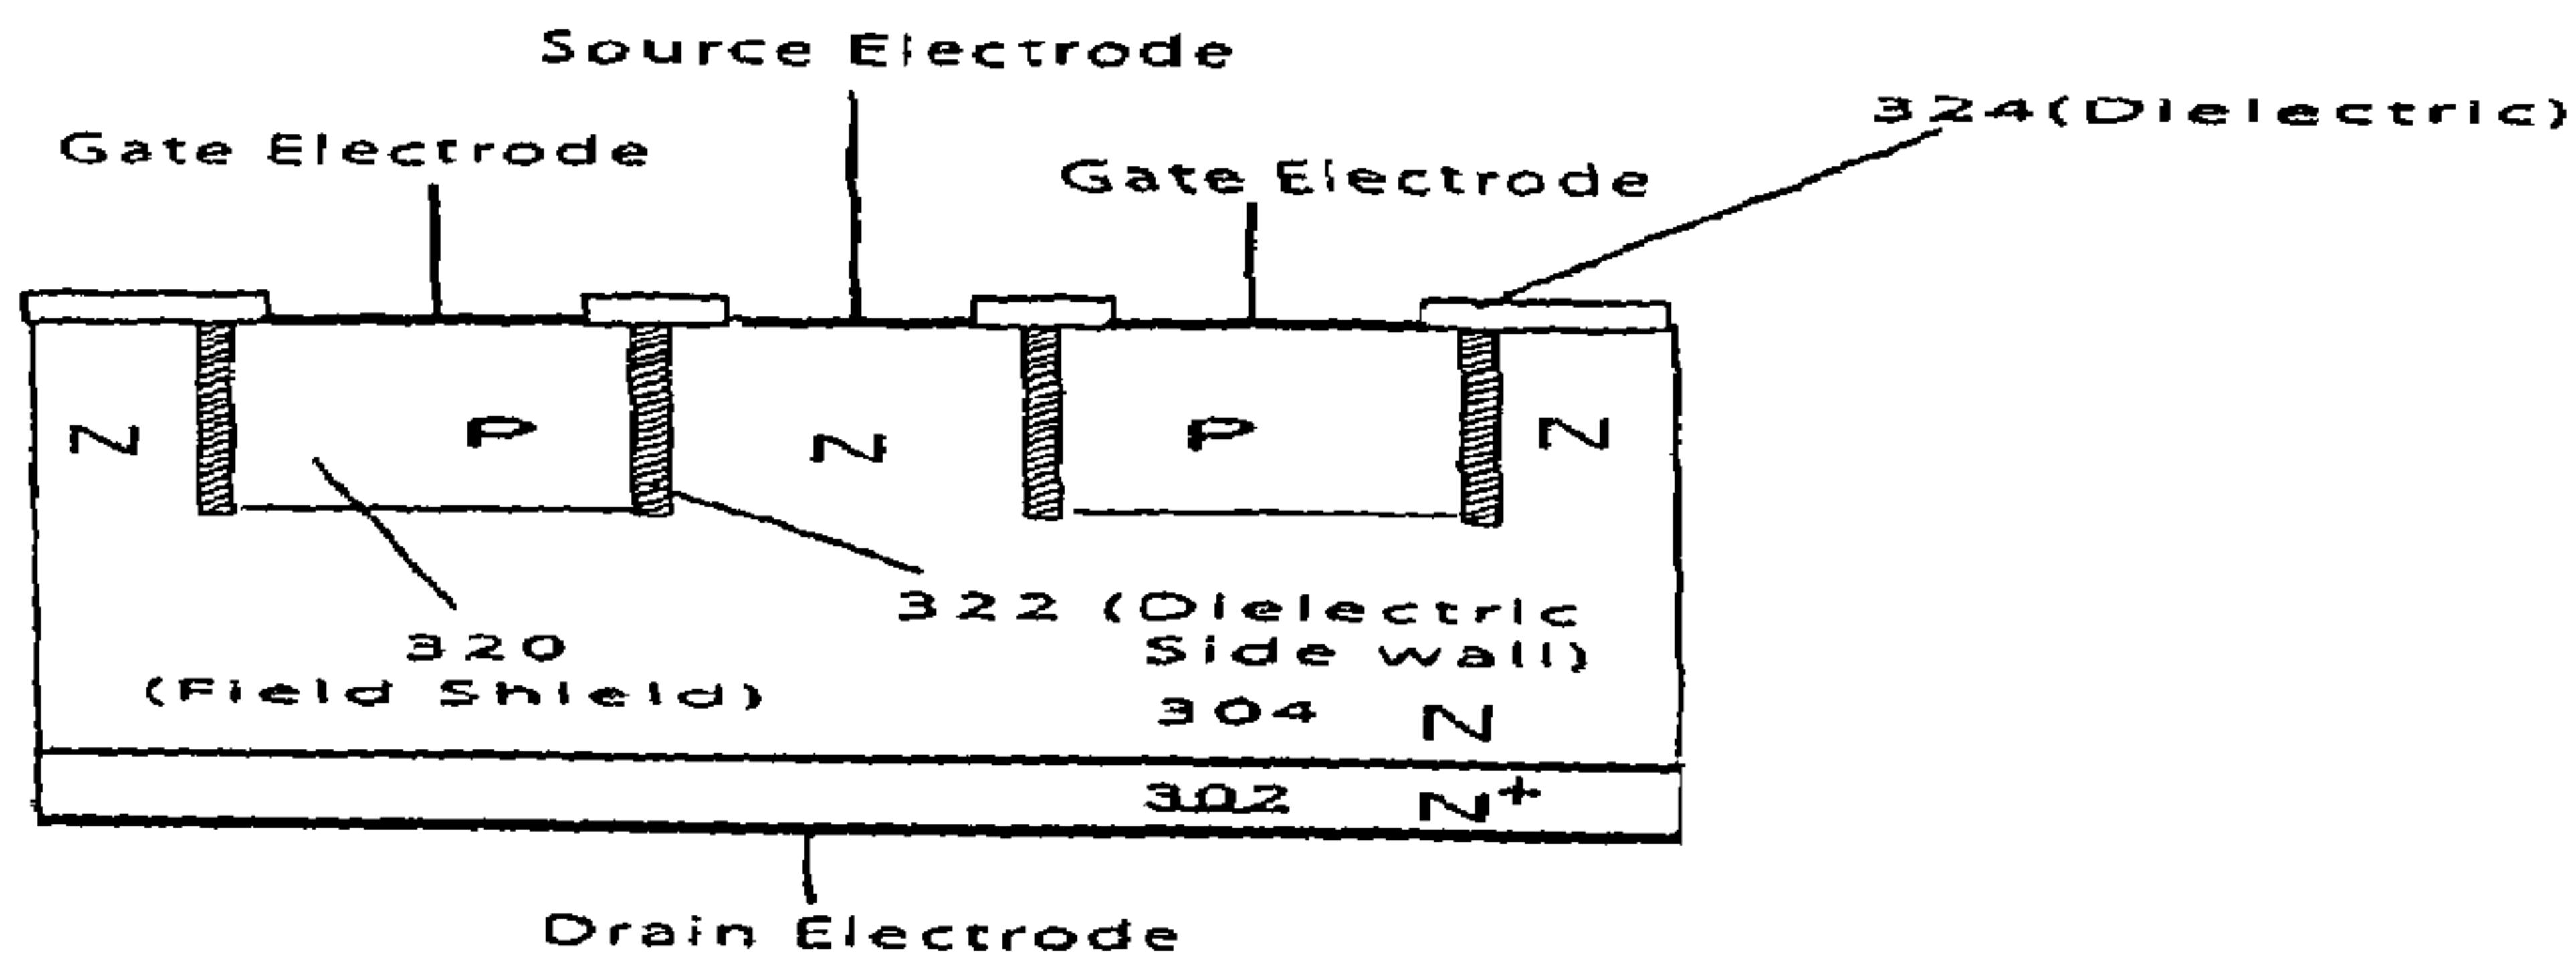 Source Electrode
324(Dielectric)
Gate Electrode
Gate Electrode
N
P
N
P
N
322 (Dielectric
Side wall)
320
(Field Shield)
304 N
302 N+
Drain Electrode